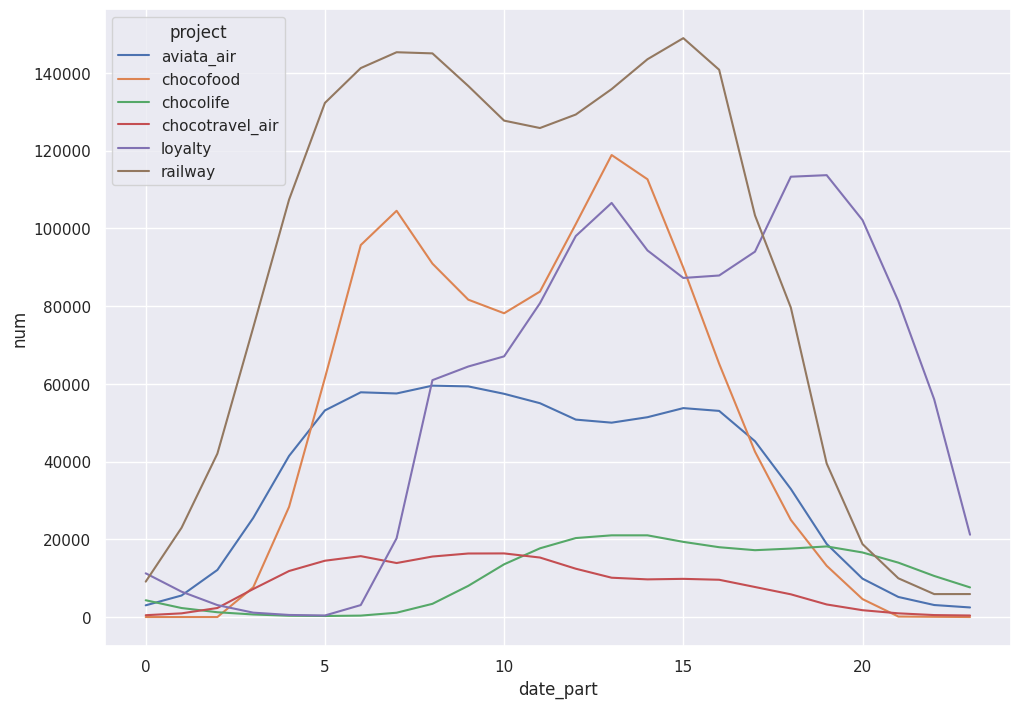 project
aviata_air
chocofood
chocolife
chocotravel_air
loyalty
railway
140000
120000
100000
80000
60000
40000
20000
0
num
0 5 10 15 20
date_part